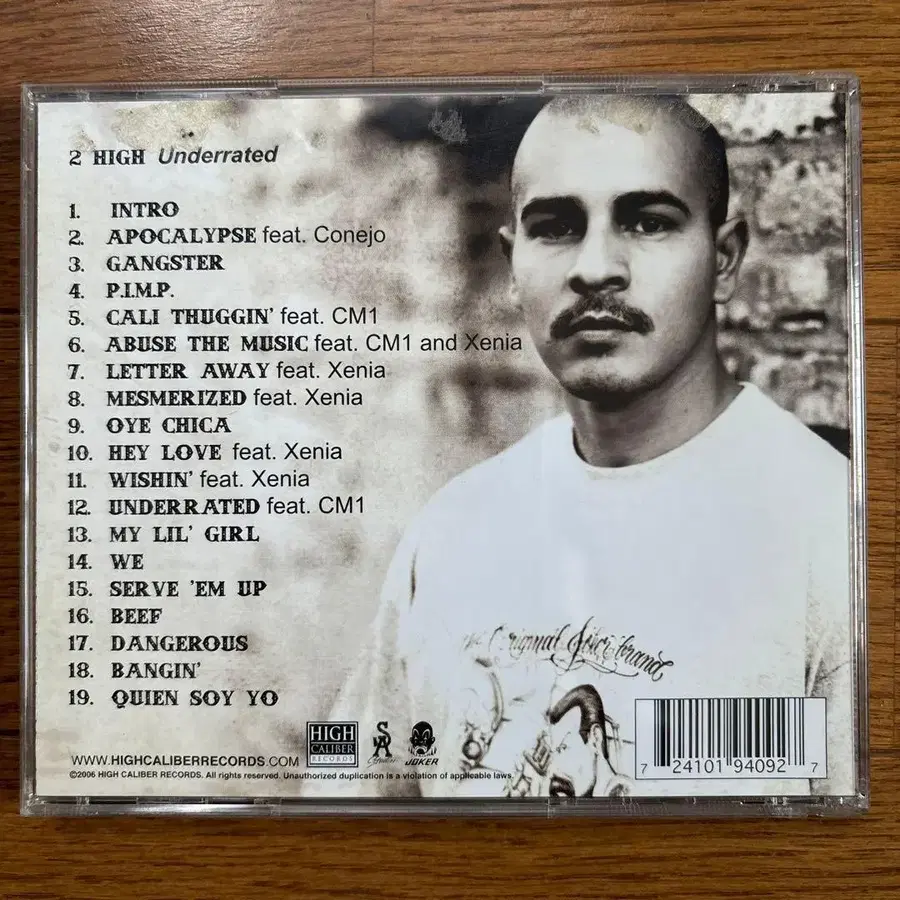 2 HIGH Underrated
1. INTRO
2. APOCALYPSE feat. Conejo
3. GANGSTER
4. P.I.M.P.
5. CALI THUGGIN' feat. CM1
6. ABUSE THE MUSIC feat. CM1 and Xenia
7. LETTER AWAY feat. Xenia
8. MESMERIZED feat. Xenia
9. OYE CHICA
10. HEY LOVE feat. Xenia
11. WISHIN' feat. Xenia
12. UNDERRATED feat. CM1
13. MY LIL' GIRL
14. WE
15. SERVE 'EM UP
16. BEEF
17. DANGEROUS
18. BANGIN'
19. QUIEN SOY YO
Original Joker brand
WWW.HIGHCALIBERRECORDS.COM
©2006 HIGH CALIBER RECORDS. All rights reserved. Unauthorized duplication is a violation of applicable laws.
HIGH
CALIBER
RECORDS
SA
JOKER
7 24101 94092 7